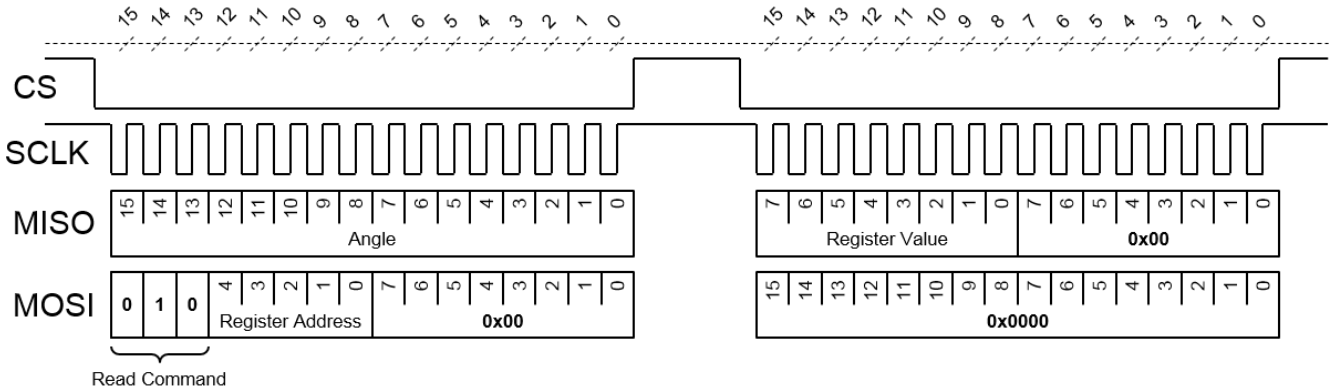 15 14 13 12 11 10 9 8 7 6 5 4 3 2 1 0 15 14 13 12 11 10 9 8 7 6 5 4 3 2 1 0
CS
SCLK
MISO 15 14 13 12 11 10 9 8 7 6 5 4 3 2 1 0 7 6 5 4 3 2 1 0 7 6 5 4 3 2 1 0
Angle Register Value 0x00
MOSI 0 1 0 4 3 2 1 0 7 6 5 4 3 2 1 0 15 14 13 12 11 10 9 8 7 6 5 4 3 2 1 0
Register Address 0x00 0x0000
Read Command